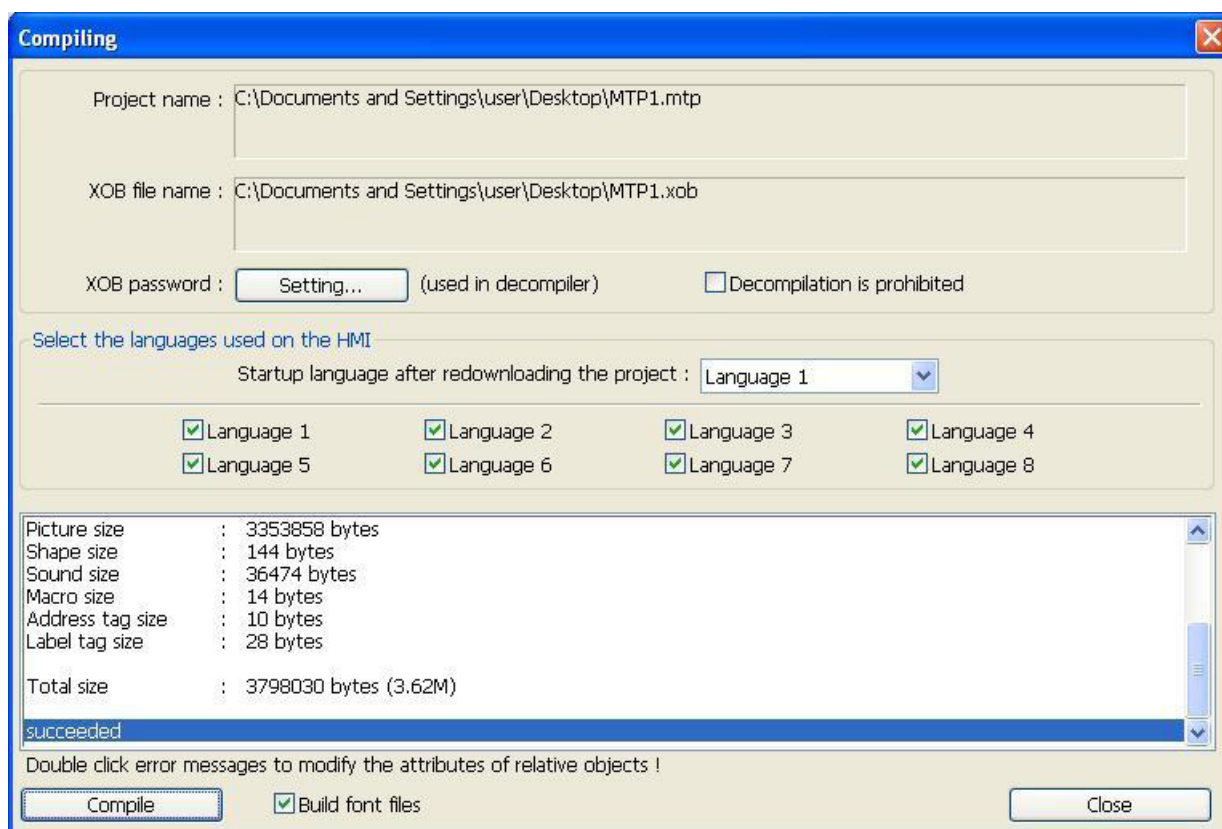 Compiling
Project name : C:\Documents and Settings\user\Desktop\MTP1.mtp
XOB file name : C:\Documents and Settings\user\Desktop\MTP1.xob
XOB password : Setting... (used in decompiler) Decompilation is prohibited
Select the languages used on the HMI
Startup language after redownloading the project : Language 1
Language 1 Language 2 Language 3 Language 4
Language 5 Language 6 Language 7 Language 8
Picture size : 3353858 bytes
Shape size : 144 bytes
Sound size : 36474 bytes
Macro size : 14 bytes
Address tag size : 10 bytes
Label tag size : 28 bytes
Total size : 3798030 bytes (3.62M)
succeeded
Double click error messages to modify the attributes of relative objects !
Compile Build font files Close